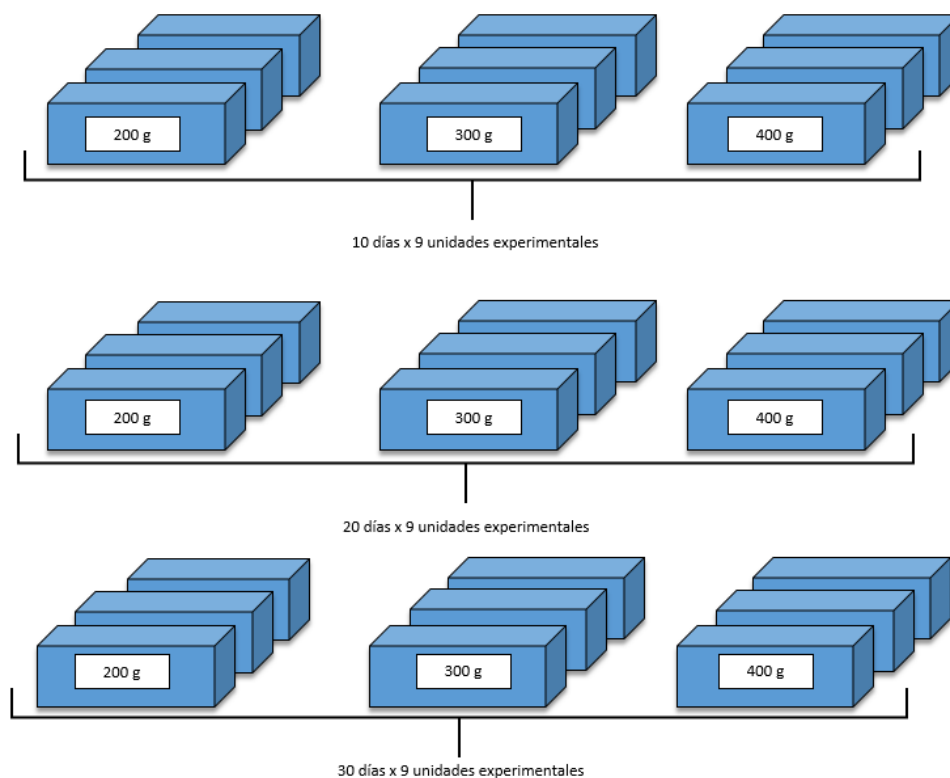 200 g
300 g
400 g
10 días x 9 unidades experimentales
200 g
300 g
400 g
20 días x 9 unidades experimentales
200 g
300 g
400 g
30 días x 9 unidades experimentales